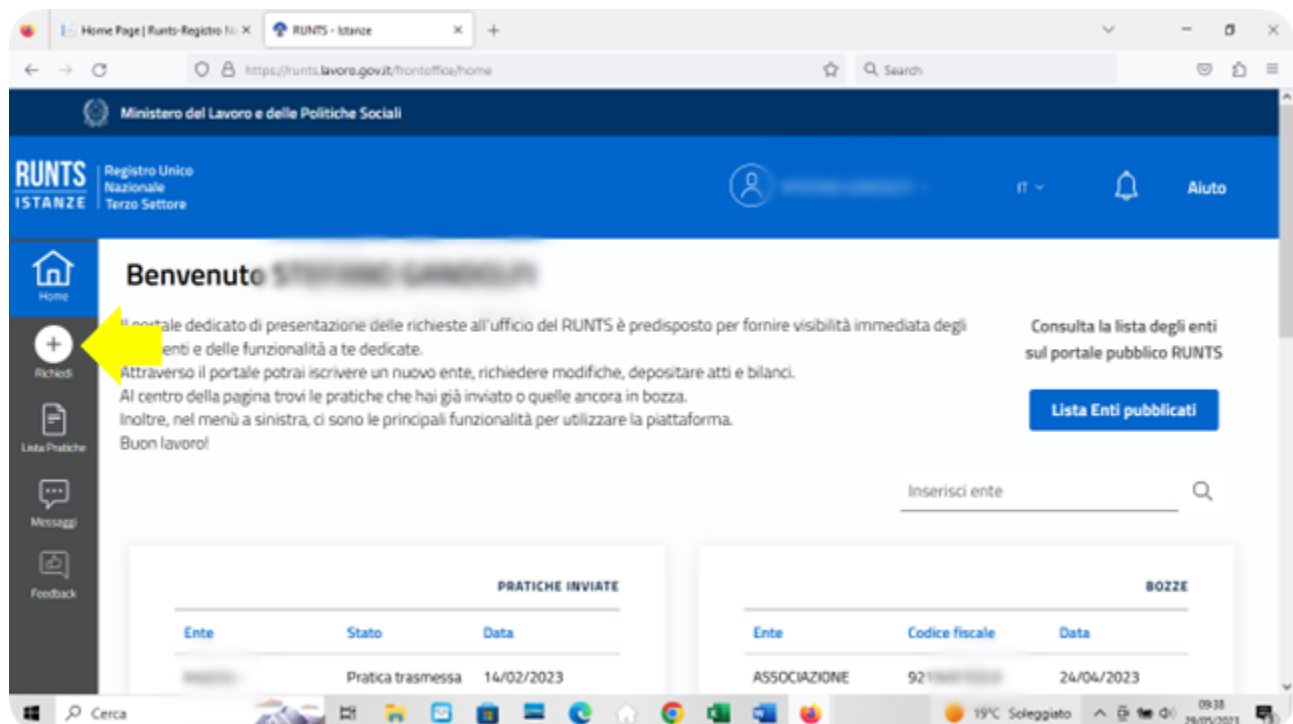 Home Page | Runts-Registro N
RUNTS - Istanze
https://runts.lavoro.gov.it/frontoffice/home
Search
Ministero del Lavoro e delle Politiche Sociali
RUNTS
ISTANZE
Registro Unico
Nazionale
Terzo Settore
IT
Aiuto
Home
Richiedi
Lista Pratiche
Messaggi
Feedback
Benvenuto
Il portale dedicato di presentazione delle richieste all'ufficio del RUNTS è predisposto per fornire visibilità immediata degli
enti e delle funzionalità a te dedicate.
Attraverso il portale potrai iscrivere un nuovo ente, richiedere modifiche, depositare atti e bilanci.
Al centro della pagina trovi le pratiche che hai già inviato o quelle ancora in bozza.
Inoltre, nel menù a sinistra, ci sono le principali funzionalità per utilizzare la piattaforma.
Buon lavoro!
Consulta la lista degli enti
sul portale pubblico RUNTS
Lista Enti pubblicati
Inserisci ente
PRATICHE INVIATE
Ente Stato Data
Pratica trasmessa 14/02/2023
BOZZE
Ente Codice fiscale Data
ASSOCIAZIONE 92 24/04/2023
Cerca
19°C Soleggiato
09:38
29/05/2023